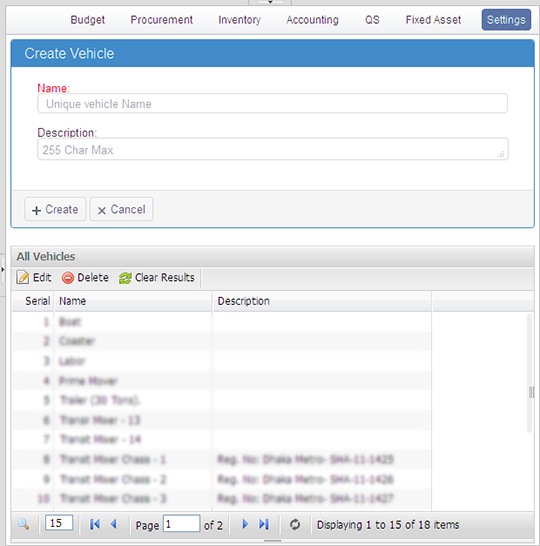 Budget Procurement Inventory Accounting QS Fixed Asset Settings
Create Vehicle
Name:
Unique vehicle Name
Description:
255 Char Max
+ Create × Cancel
All Vehicles
Edit Delete Clear Results
Serial Name Description
1 Boat
2 Coaster
3 Labor
4 Prime Mover
5 Trailer (30 Tons).
6 Transit Mixer - 13
7 Transit Mixer - 14
8 Transit Mixer Chass - 1 Reg. No: Dhaka Metro- SHA-11-1425
9 Transit Mixer Chass - 2 Reg. No: Dhaka Metro- SHA-11-1426
10 Transit Mixer Chass - 3 Reg. No: Dhaka Metro- SHA-11-1427
15 Page 1 of 2 Displaying 1 to 15 of 18 items